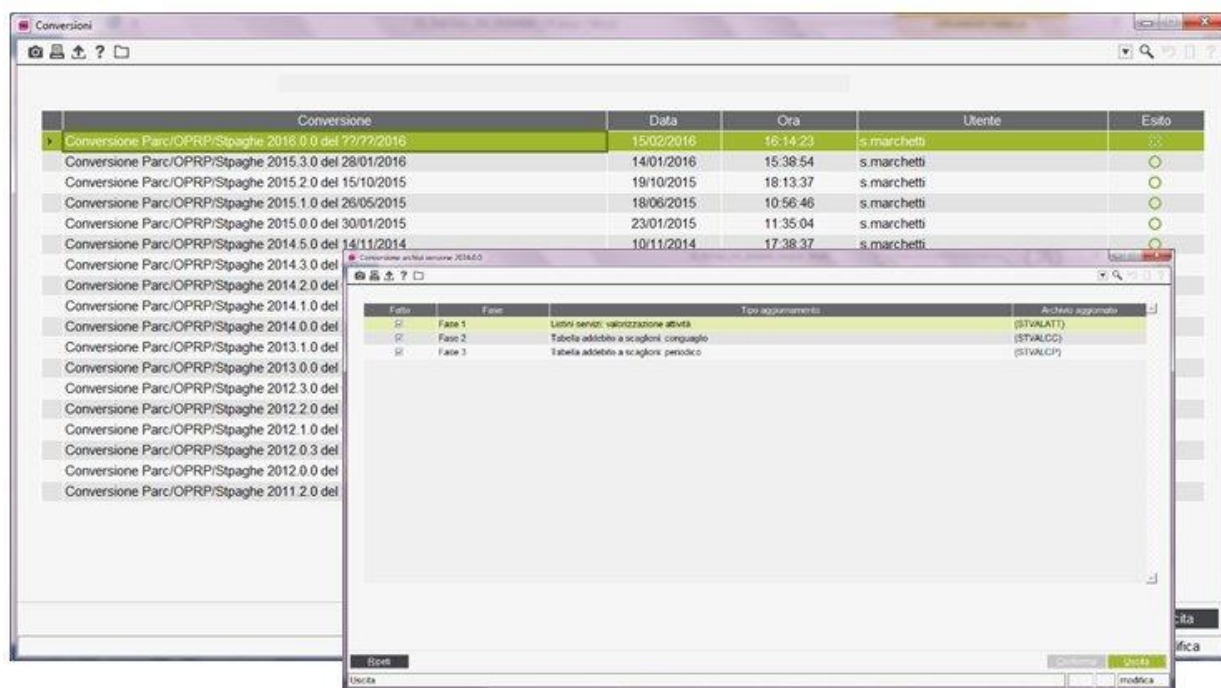 Conversioni
Conversione Data Ora Utente Esito
Conversione Parc/OPRP/Stpaghe 2016.0.0 del ??/??/2016 15/02/2016 16:14:23 s.marchetti
Conversione Parc/OPRP/Stpaghe 2015.3.0 del 28/01/2016 14/01/2016 15:38:54 s.marchetti
Conversione Parc/OPRP/Stpaghe 2015.2.0 del 15/10/2015 19/10/2015 18:13:37 s.marchetti
Conversione Parc/OPRP/Stpaghe 2015.1.0 del 26/05/2015 18/06/2015 10:56:46 s.marchetti
Conversione Parc/OPRP/Stpaghe 2015.0.0 del 30/01/2015 23/01/2015 11:35:04 s.marchetti
Conversione Parc/OPRP/Stpaghe 2014.5.0 del 14/11/2014 10/11/2014 17:38:37 s.marchetti
Conversione Parc/OPRP/Stpaghe 2014.3.0 del
Conversione Parc/OPRP/Stpaghe 2014.2.0 del
Conversione Parc/OPRP/Stpaghe 2014.1.0 del
Conversione Parc/OPRP/Stpaghe 2014.0.0 del
Conversione Parc/OPRP/Stpaghe 2013.1.0 del
Conversione Parc/OPRP/Stpaghe 2013.0.0 del
Conversione Parc/OPRP/Stpaghe 2012.3.0 del
Conversione Parc/OPRP/Stpaghe 2012.2.0 del
Conversione Parc/OPRP/Stpaghe 2012.1.0 del
Conversione Parc/OPRP/Stpaghe 2012.0.3 del
Conversione Parc/OPRP/Stpaghe 2012.0.0 del
Conversione Parc/OPRP/Stpaghe 2011.2.0 del
Conversione archivi versione 2016.0.0
Fatto Fase Tipo aggiornamento Archivio aggiornato
Fase 1 Listini servizi: valorizzazione attività (STVALATT)
Fase 2 Tabella addebito a scaglioni: conguaglio (STVALCC)
Fase 3 Tabella addebito a scaglioni: periodico (STVALCP)
Ripeti Conferma Uscita
Uscita modifica
cita
ifica